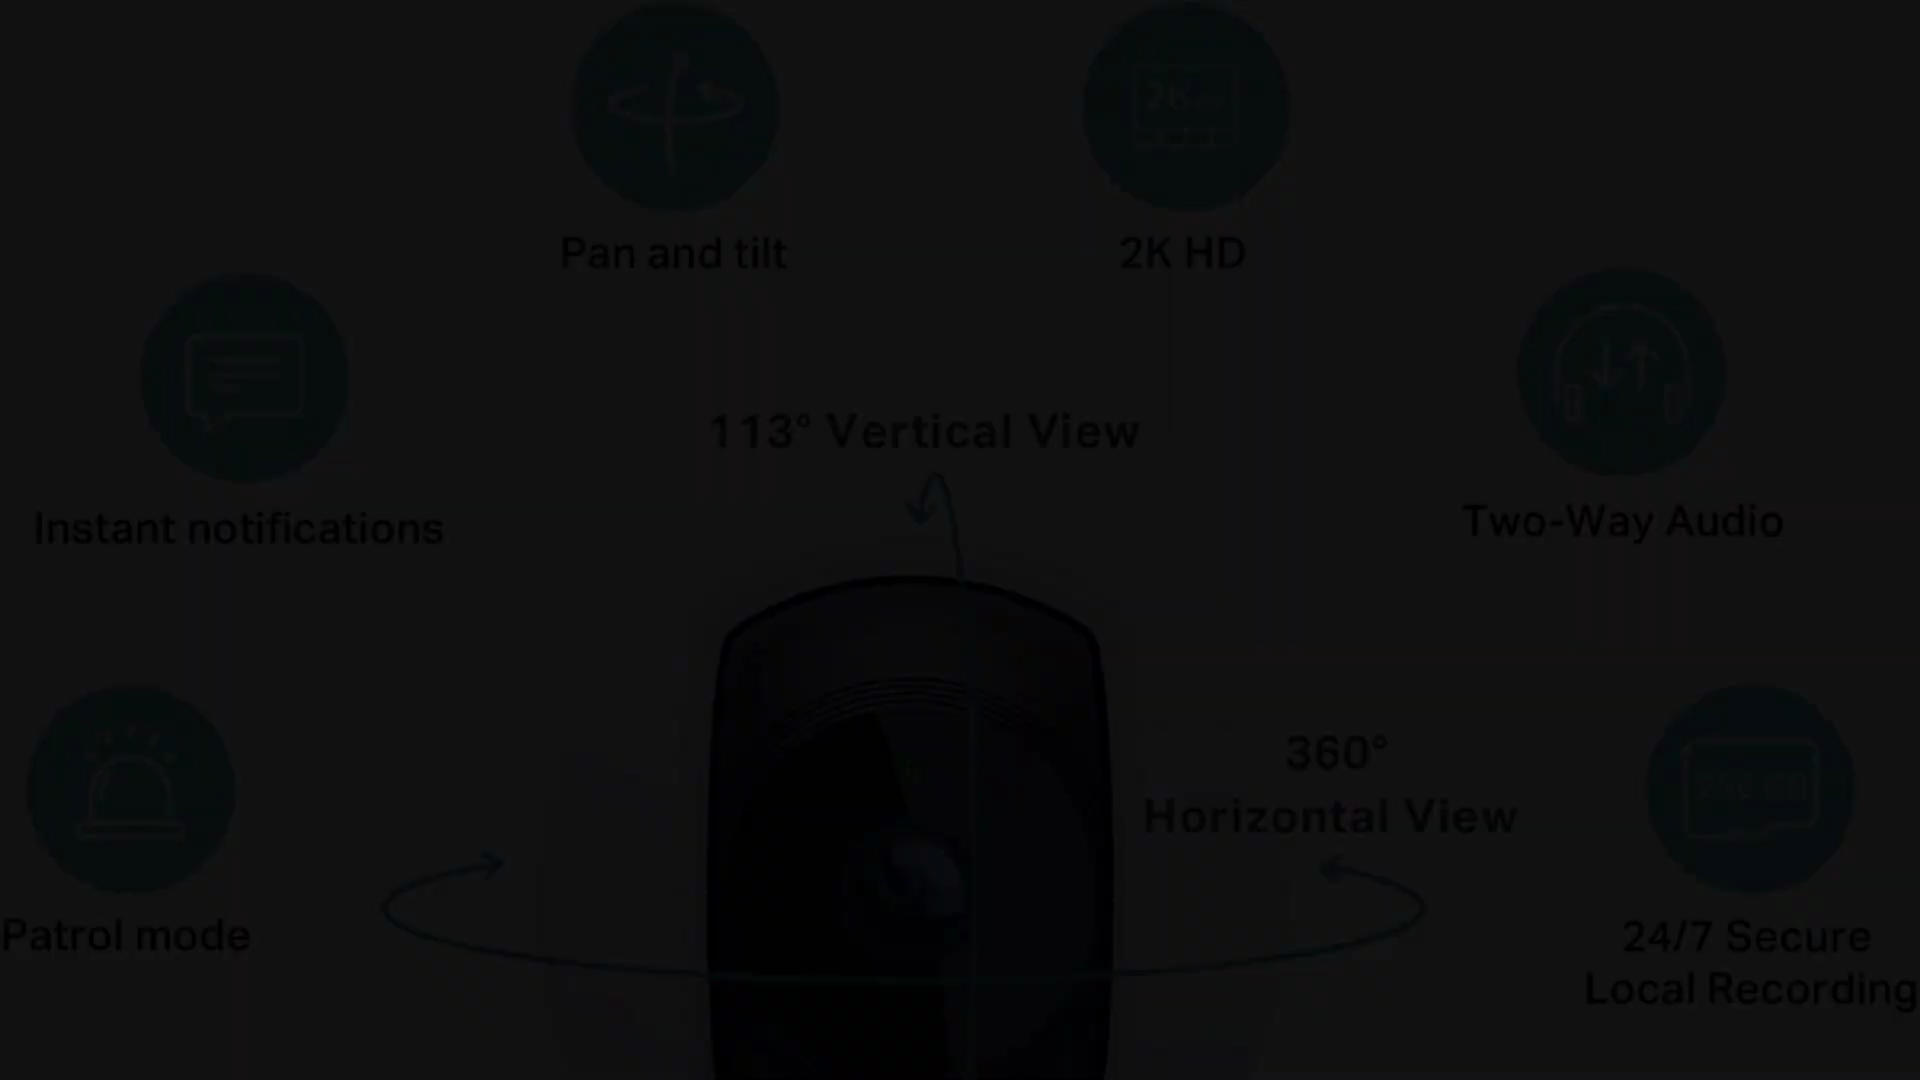 Pan and tilt
2K HD
Instant notifications
113° Vertical View
Two-Way Audio
360°
Horizontal View
Patrol mode
24/7 Secure
Local Recording